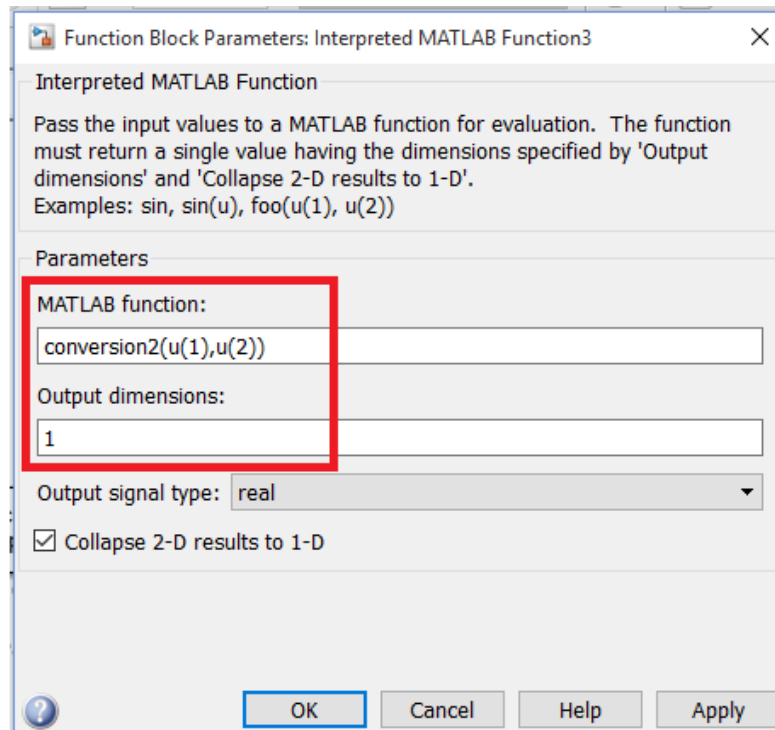 Function Block Parameters: Interpreted MATLAB Function3
Interpreted MATLAB Function
Pass the input values to a MATLAB function for evaluation. The function
must return a single value having the dimensions specified by 'Output
dimensions' and 'Collapse 2-D results to 1-D'.
Examples: sin, sin(u), foo(u(1), u(2))
Parameters
MATLAB function:
conversion2(u(1),u(2))
Output dimensions:
1
Output signal type: real
Collapse 2-D results to 1-D
OK Cancel Help Apply